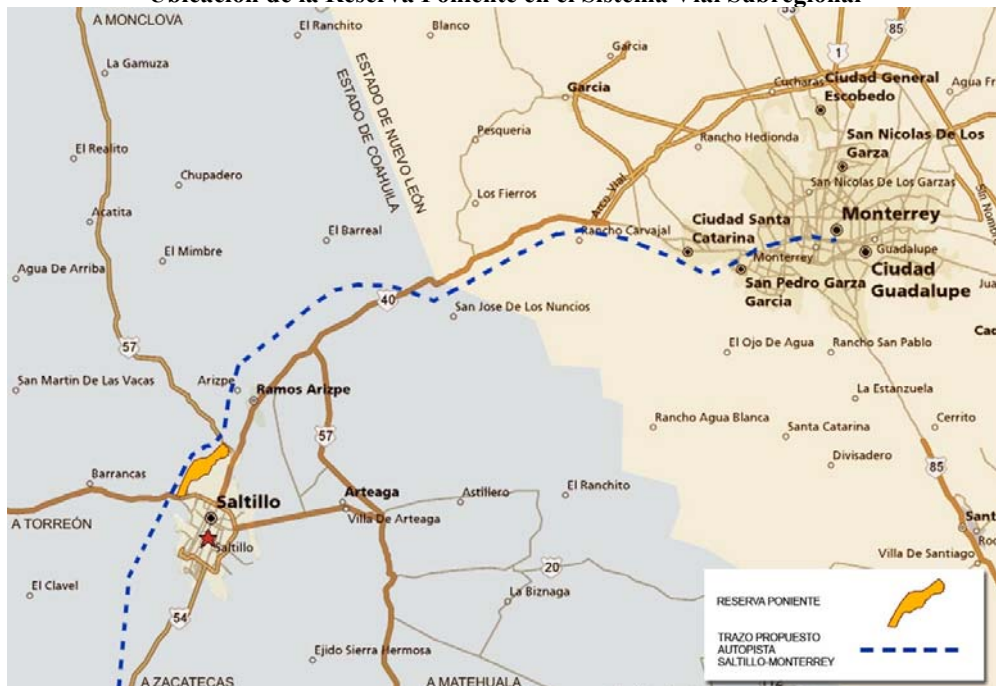 Ubicación de la Reserva Poniente en el Sistema Vial Subregional
A MONCLOVA
El Ranchito
Blanco
85
La Gamuza
ESTADO DE NUEVO LEÓN
ESTADO DE COAHUILA
Garcia
1
Cucharas
Ciudad General
Escobedo
Agua Fr
Garcia
El Realito
Pesqueria
Rancho Hedionda
San Nicolas De Los
Garza
Chupadero
San Nicolas De Los Garzas
Los Fierros
Arco Vial
Sin Nombre
Acatita
El Barreal
Rancho Carvajal
Ciudad Santa
Catarina
Monterrey
El Mimbre
Monterrey
Guadalupe
Agua De Arriba
San Pedro Garza
Garcia
Ciudad
Guadalupe
Jua
40
San Jose De Los Nuncios
Cad
57
El Ojo De Agua
Rancho San Pablo
San Martin De Las Vacas
Arizpe
Ramos Arizpe
La Estanzuela
57
Rancho Agua Blanca
Santa Catarina
Cerrito
Divisadero
85
Barrancas
Saltillo
Arteaga
Astillero
El Ranchito
A TORREÓN
Villa De Arteaga
Sant
Roc
Saltillo
Villa De Santiago
El Clavel
20
54
La Biznaga
RESERVA PONIENTE
TRAZO PROPUESTO
AUTOPISTA
SALTILLO-MONTERREY
Ejido Sierra Hermosa
A ZACATECAS
A MATEHUALA